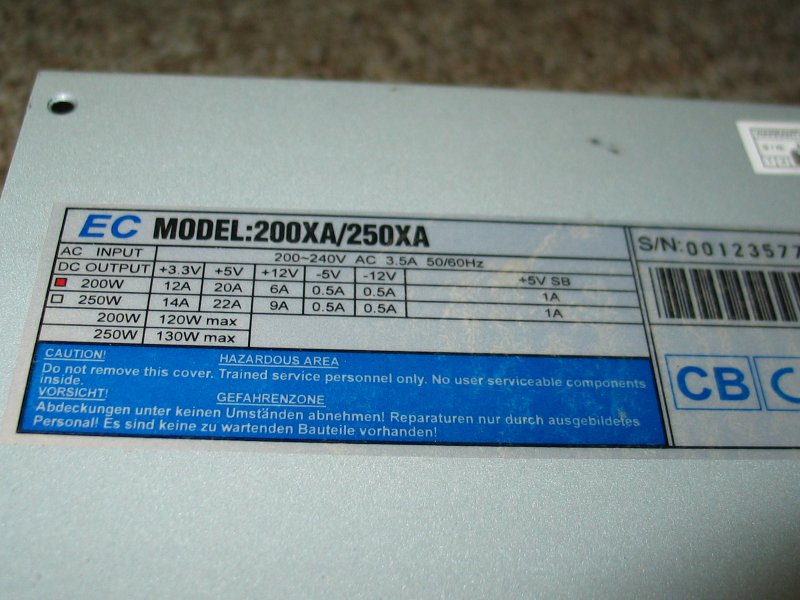 EC MODEL:200XA/250XA
AC INPUT 200~240V AC 3.5A 50/60Hz
DC OUTPUT +3.3V +5V +12V -5V -12V +5V SB
200W 12A 20A 6A 0.5A 0.5A 1A
250W 14A 22A 9A 0.5A 0.5A 1A
200W 120W max
250W 130W max
CAUTION! HAZARDOUS AREA
Do not remove this cover. Trained service personnel only. No user serviceable components
inside.
VORSICHT! GEFAHRENZONE
Abdeckungen unter keinen Umständen abnehmen! Reparaturen nur durch ausgebildetes
Personal! Es sind keine zu wartenden Bauteile vorhanden!
S/N:00123577
CB